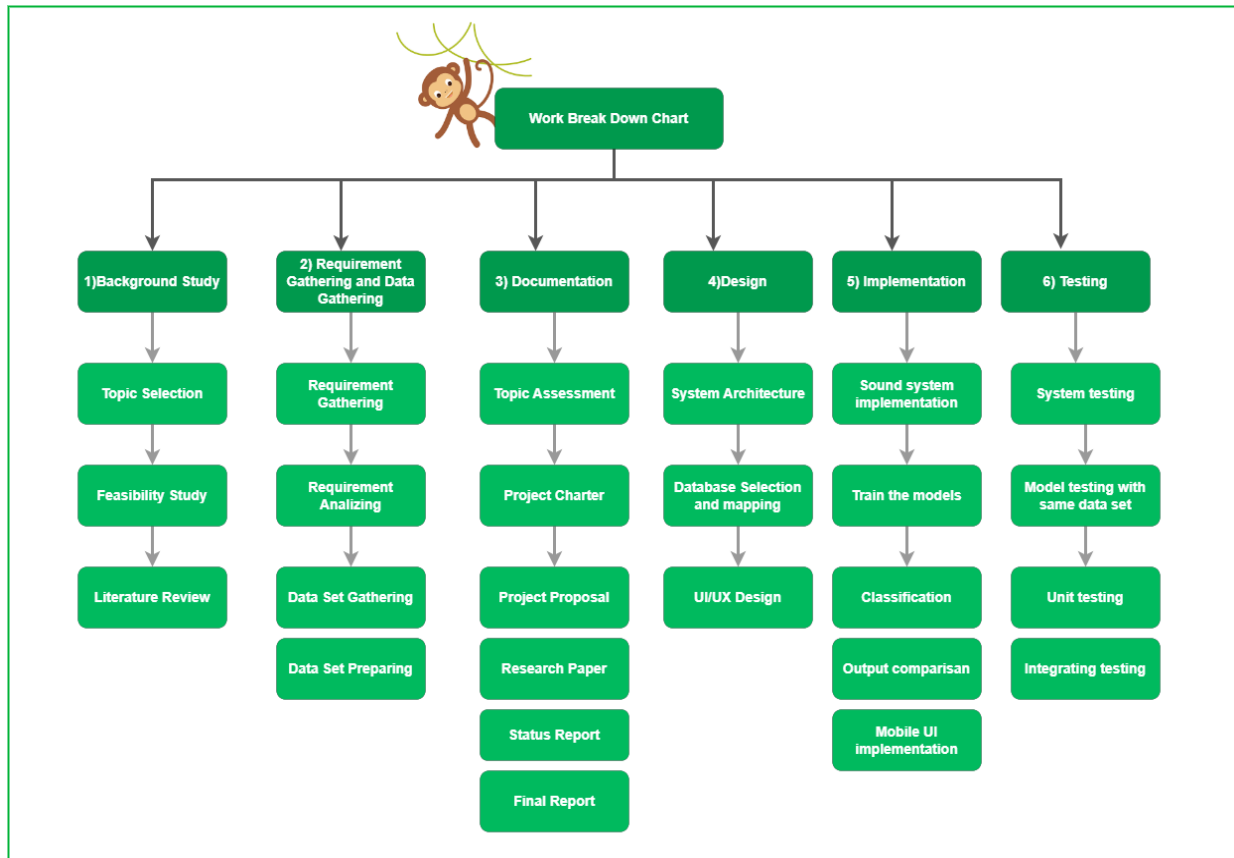 Work Break Down Chart
1)Background Study
2) Requirement
Gathering and Data
Gathering
3) Documentation
4)Design
5) Implementation
6) Testing
Topic Selection
Requirement
Gathering
Topic Assessment
System Architecture
Sound system
implementation
System testing
Feasibility Study
Requirement
Analizing
Project Charter
Database Selection
and mapping
Train the models
Model testing with
same data set
Literature Review
Data Set Gathering
Project Proposal
UI/UX Design
Classification
Unit testing
Data Set Preparing
Research Paper
Output comparisan
Integrating testing
Status Report
Mobile UI
implementation
Final Report